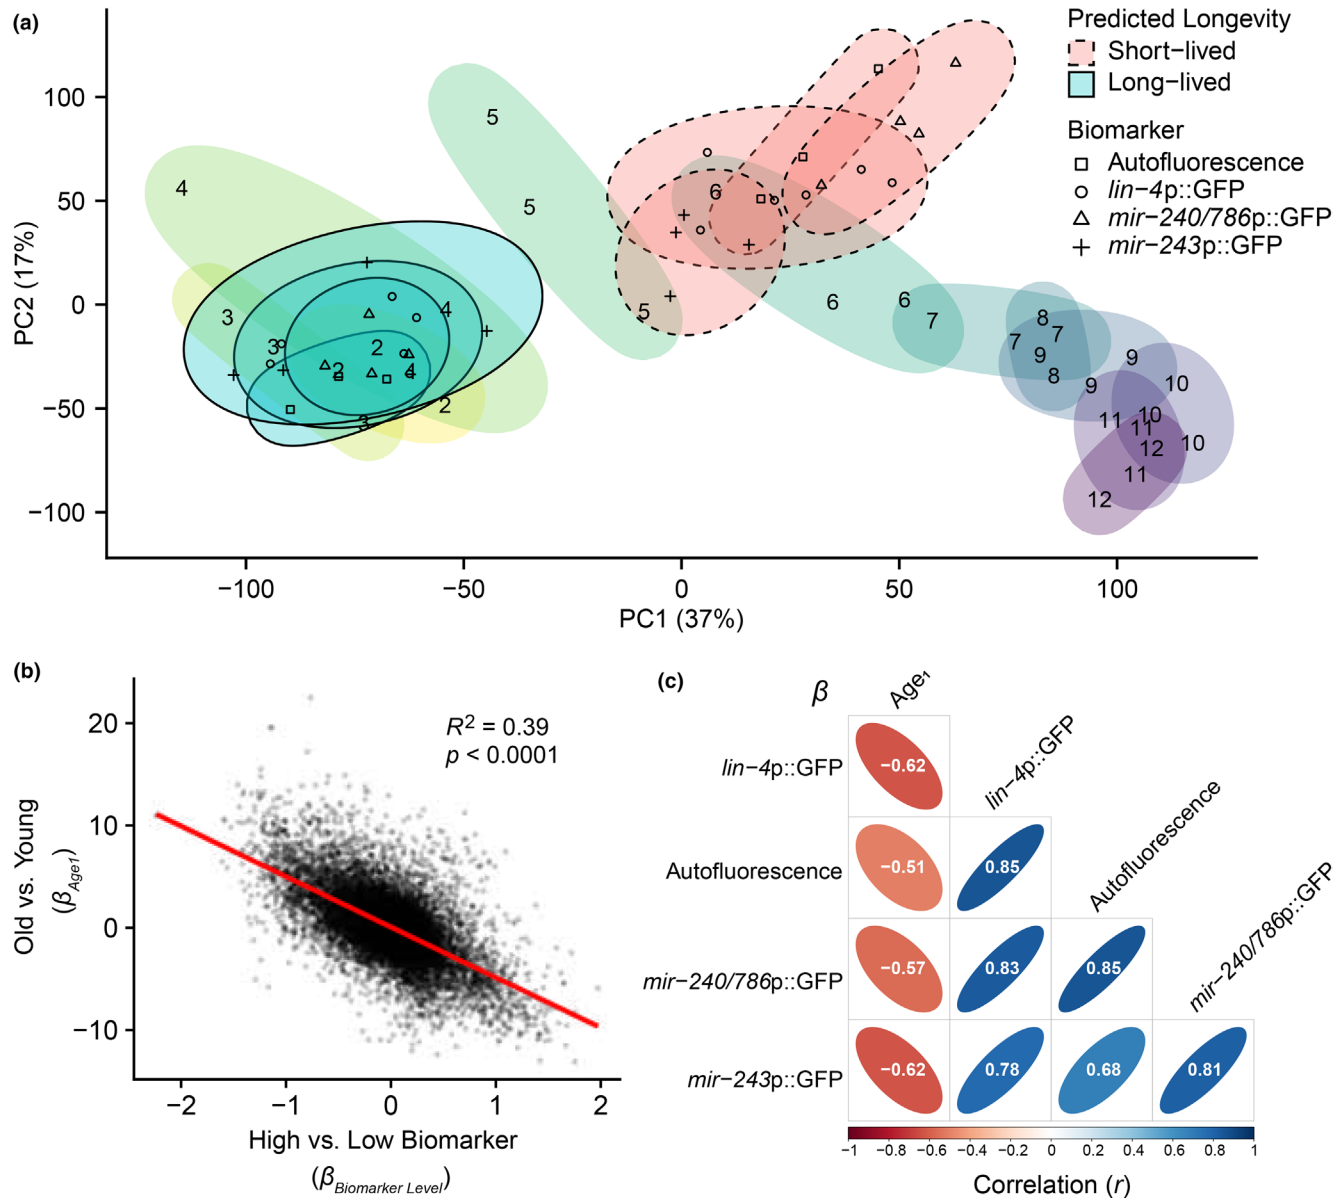 (a)
Predicted Longevity
Short−lived
Long−lived
Biomarker
Autofluorescence
lin−4p::GFP
mir−240/786p::GFP
mir−243p::GFP
PC2 (17%)
100
50
0
−50
−100
4
5
5
5
6
6
6
3
3
3
2
2
2
4
4
7
7
7
8
8
9
9
9
10
10
10
11
11
11
12
12
−100
−50
0
50
100
PC1 (37%)
(b)
R² = 0.39
p < 0.0001
Old vs. Young
(βAge1)
20
10
0
−10
−2
−1
0
1
2
High vs. Low Biomarker
(βBiomarker Level)
(c)
β
Age₁
lin−4p::GFP
Autofluorescence
mir−240/786p::GFP
lin−4p::GFP
−0.62
Autofluorescence
−0.51
0.85
mir−240/786p::GFP
−0.57
0.83
0.85
mir−243p::GFP
−0.62
0.78
0.68
0.81
−1 −0.8 −0.6 −0.4 −0.2 0 0.2 0.4 0.6 0.8 1
Correlation (r)